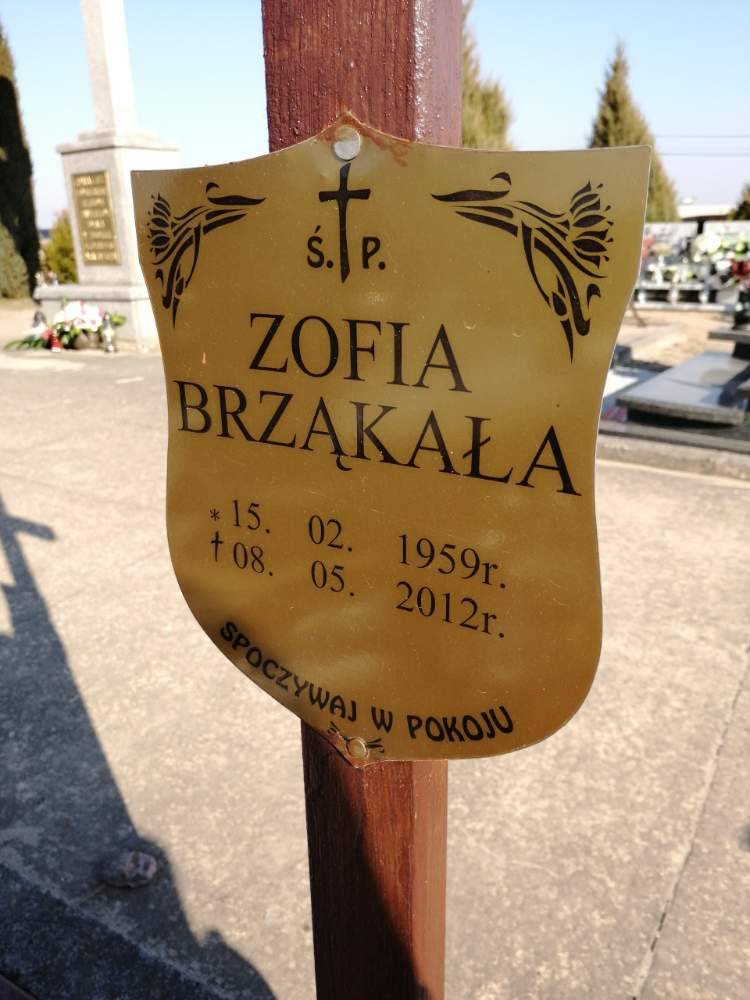 Ś. P.
ZOFIA
BRZĄKAŁA
* 15. 02. 1959r.
† 08. 05. 2012r.
SPOCZYWAJ W POKOJU